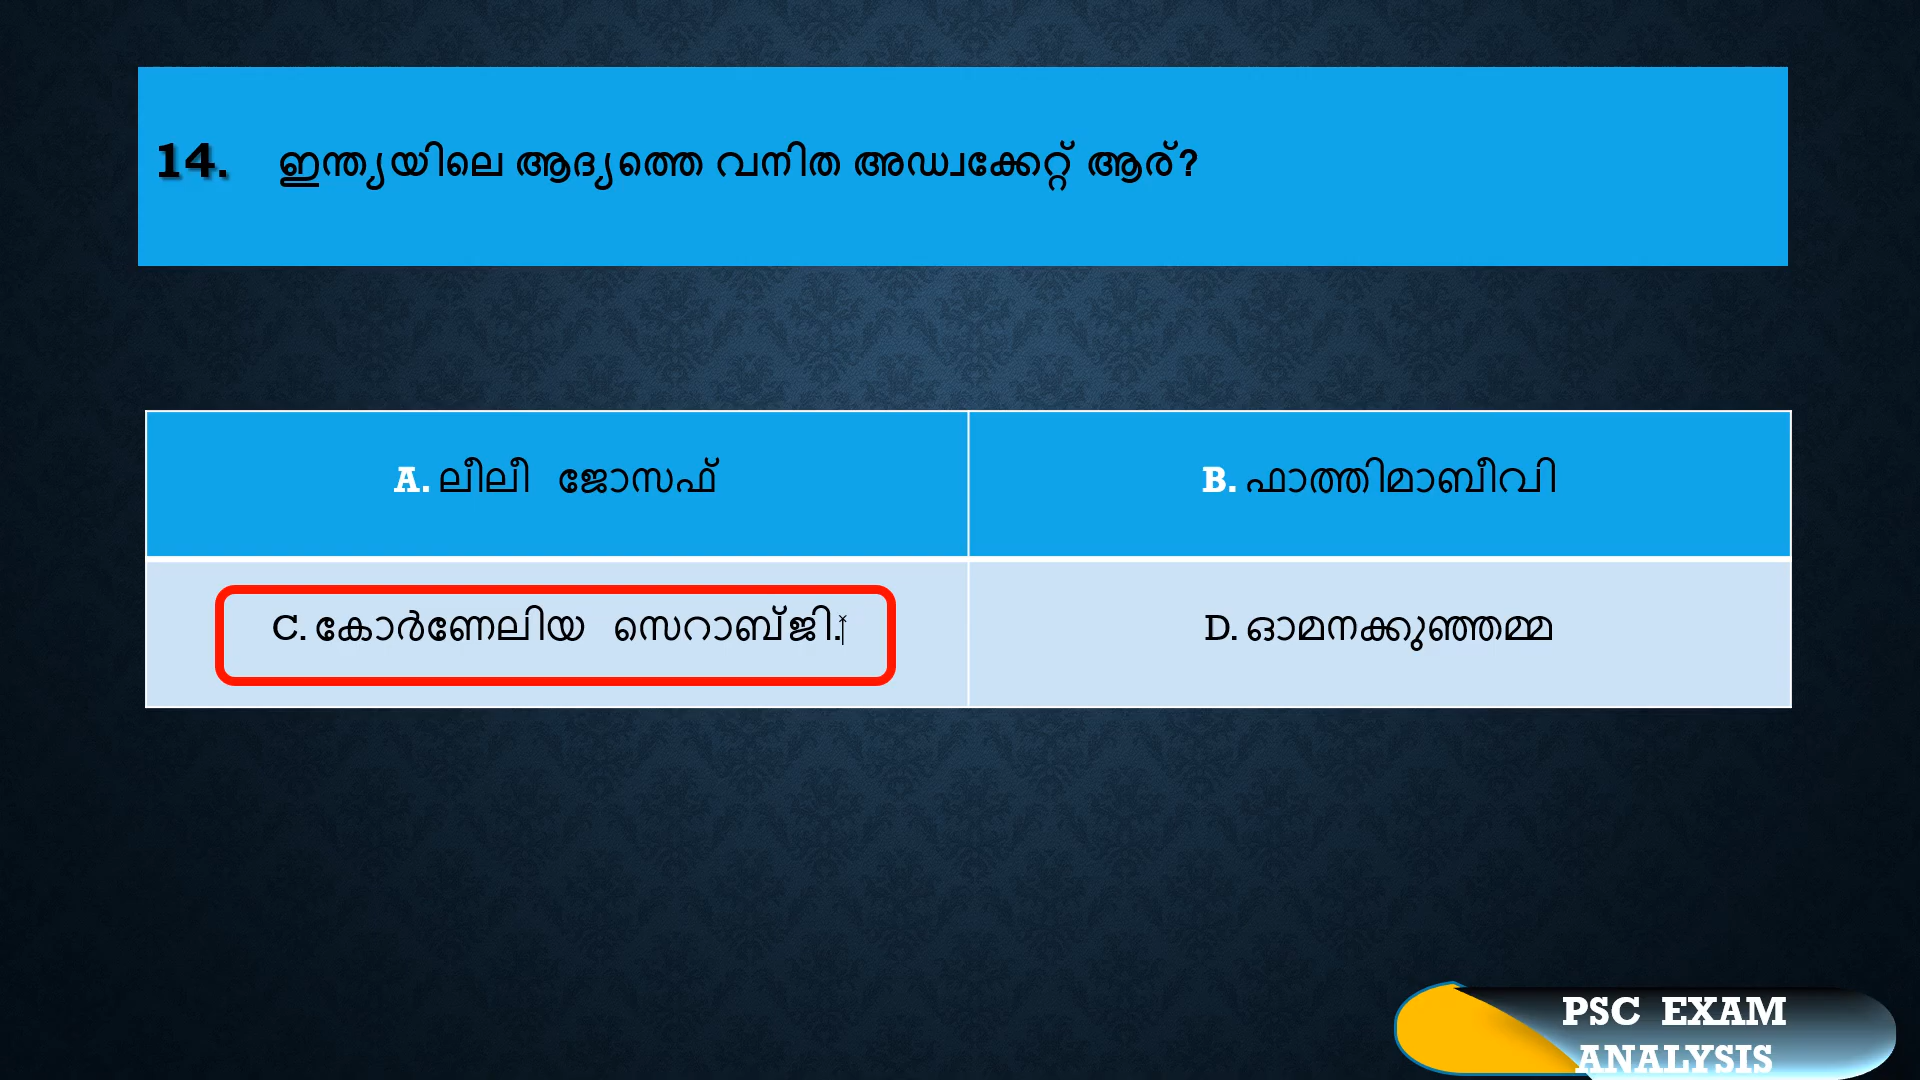 14. ഇന്ത്യയിലെ ആദ്യത്തെ വനിത അഡ്വക്കേറ്റ് ആര്?
A. ലീലീ ജോസഫ്
B. ഫാത്തിമാബീവി
C. കോർണേലിയ സെറാബ്ജി.
D. ഓമനക്കുഞ്ഞമ്മ
PSC EXAM
ANALYSIS